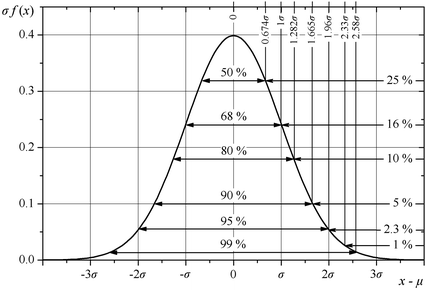 σ f(x)
0
0.674σ
1σ
1.282σ
1.665σ
1.96σ
2.33σ
2.58σ
0.4
0.3
0.2
0.1
0.0
50 %
25 %
68 %
16 %
80 %
10 %
90 %
5 %
95 %
2.3 %
99 %
1 %
-3σ
-2σ
-σ
0
σ
2σ
3σ
x - μ